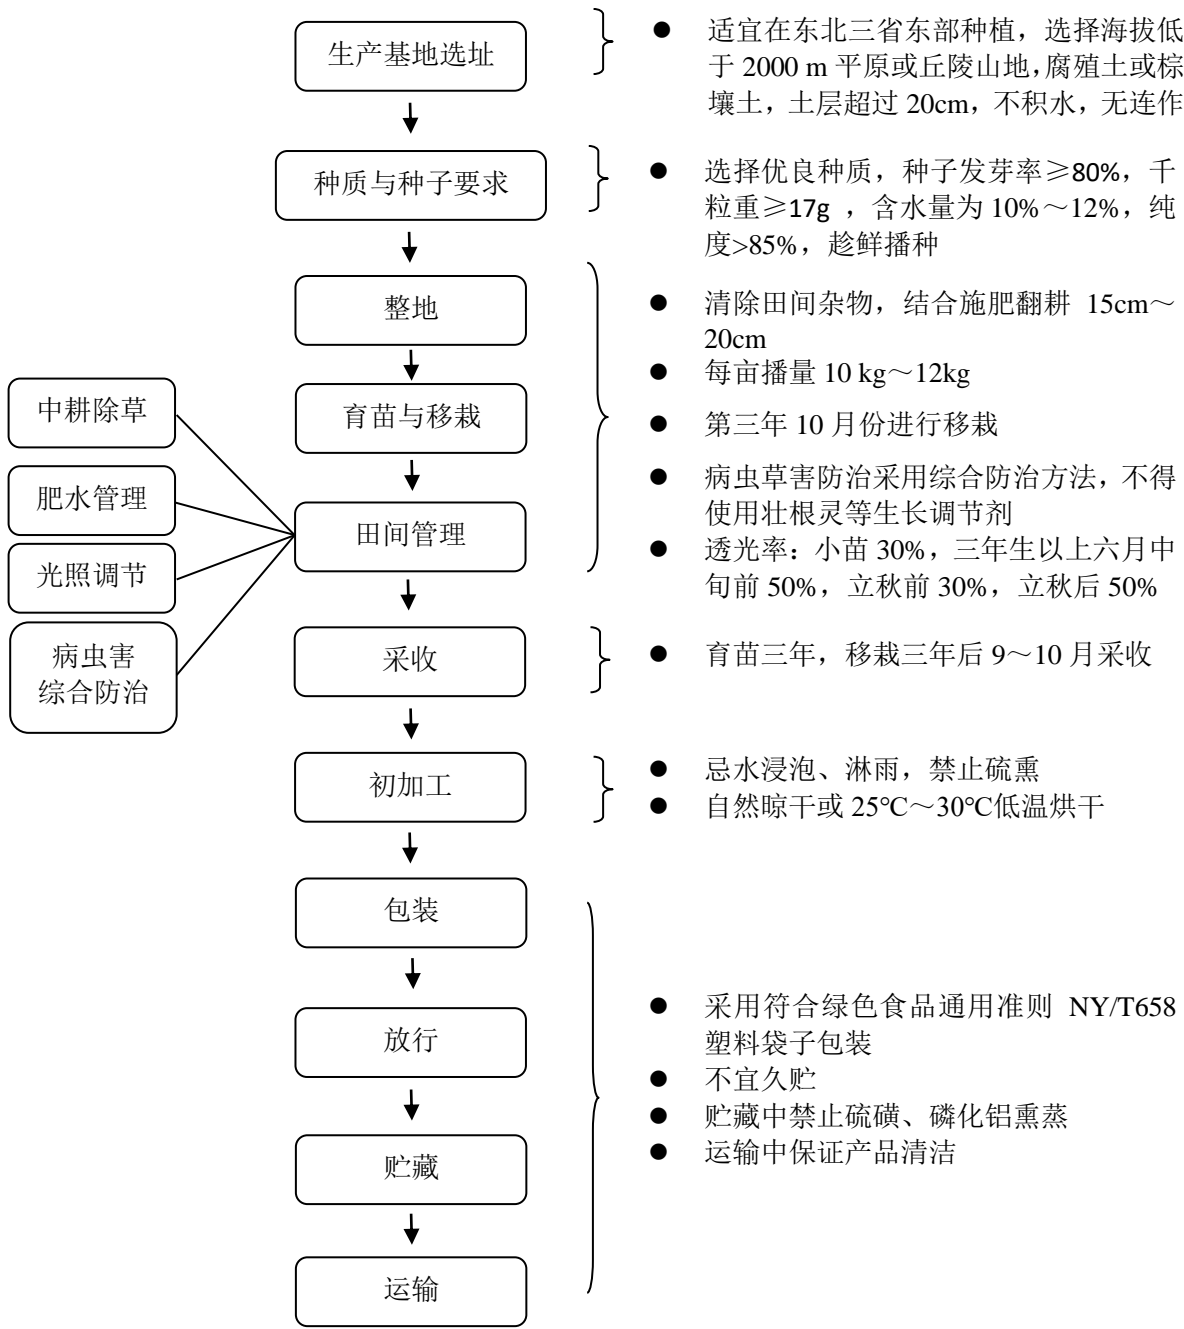 生产基地选址
● 适宜在东北三省东部种植，选择海拔低
于 2000 m 平原或丘陵山地，腐殖土或棕
壤土，土层超过 20cm，不积水，无连作
种质与种子要求
● 选择优良种质，种子发芽率≥80%，千
粒重≥17g ，含水量为 10%～12%，纯
度>85%，趁鲜播种
整地
● 清除田间杂物，结合施肥翻耕 15cm～
20cm
● 每亩播量 10 kg～12kg
育苗与移栽
● 第三年 10 月份进行移栽
中耕除草
肥水管理
光照调节
病虫害
综合防治
田间管理
● 病虫草害防治采用综合防治方法，不得
使用壮根灵等生长调节剂
● 透光率：小苗 30%，三年生以上六月中
旬前 50%，立秋前 30%，立秋后 50%
采收
● 育苗三年，移栽三年后 9～10 月采收
初加工
● 忌水浸泡、淋雨，禁止硫熏
● 自然晾干或 25℃～30℃低温烘干
包装
放行
贮藏
运输
● 采用符合绿色食品通用准则 NY/T658
塑料袋子包装
● 不宜久贮
● 贮藏中禁止硫磺、磷化铝熏蒸
● 运输中保证产品清洁